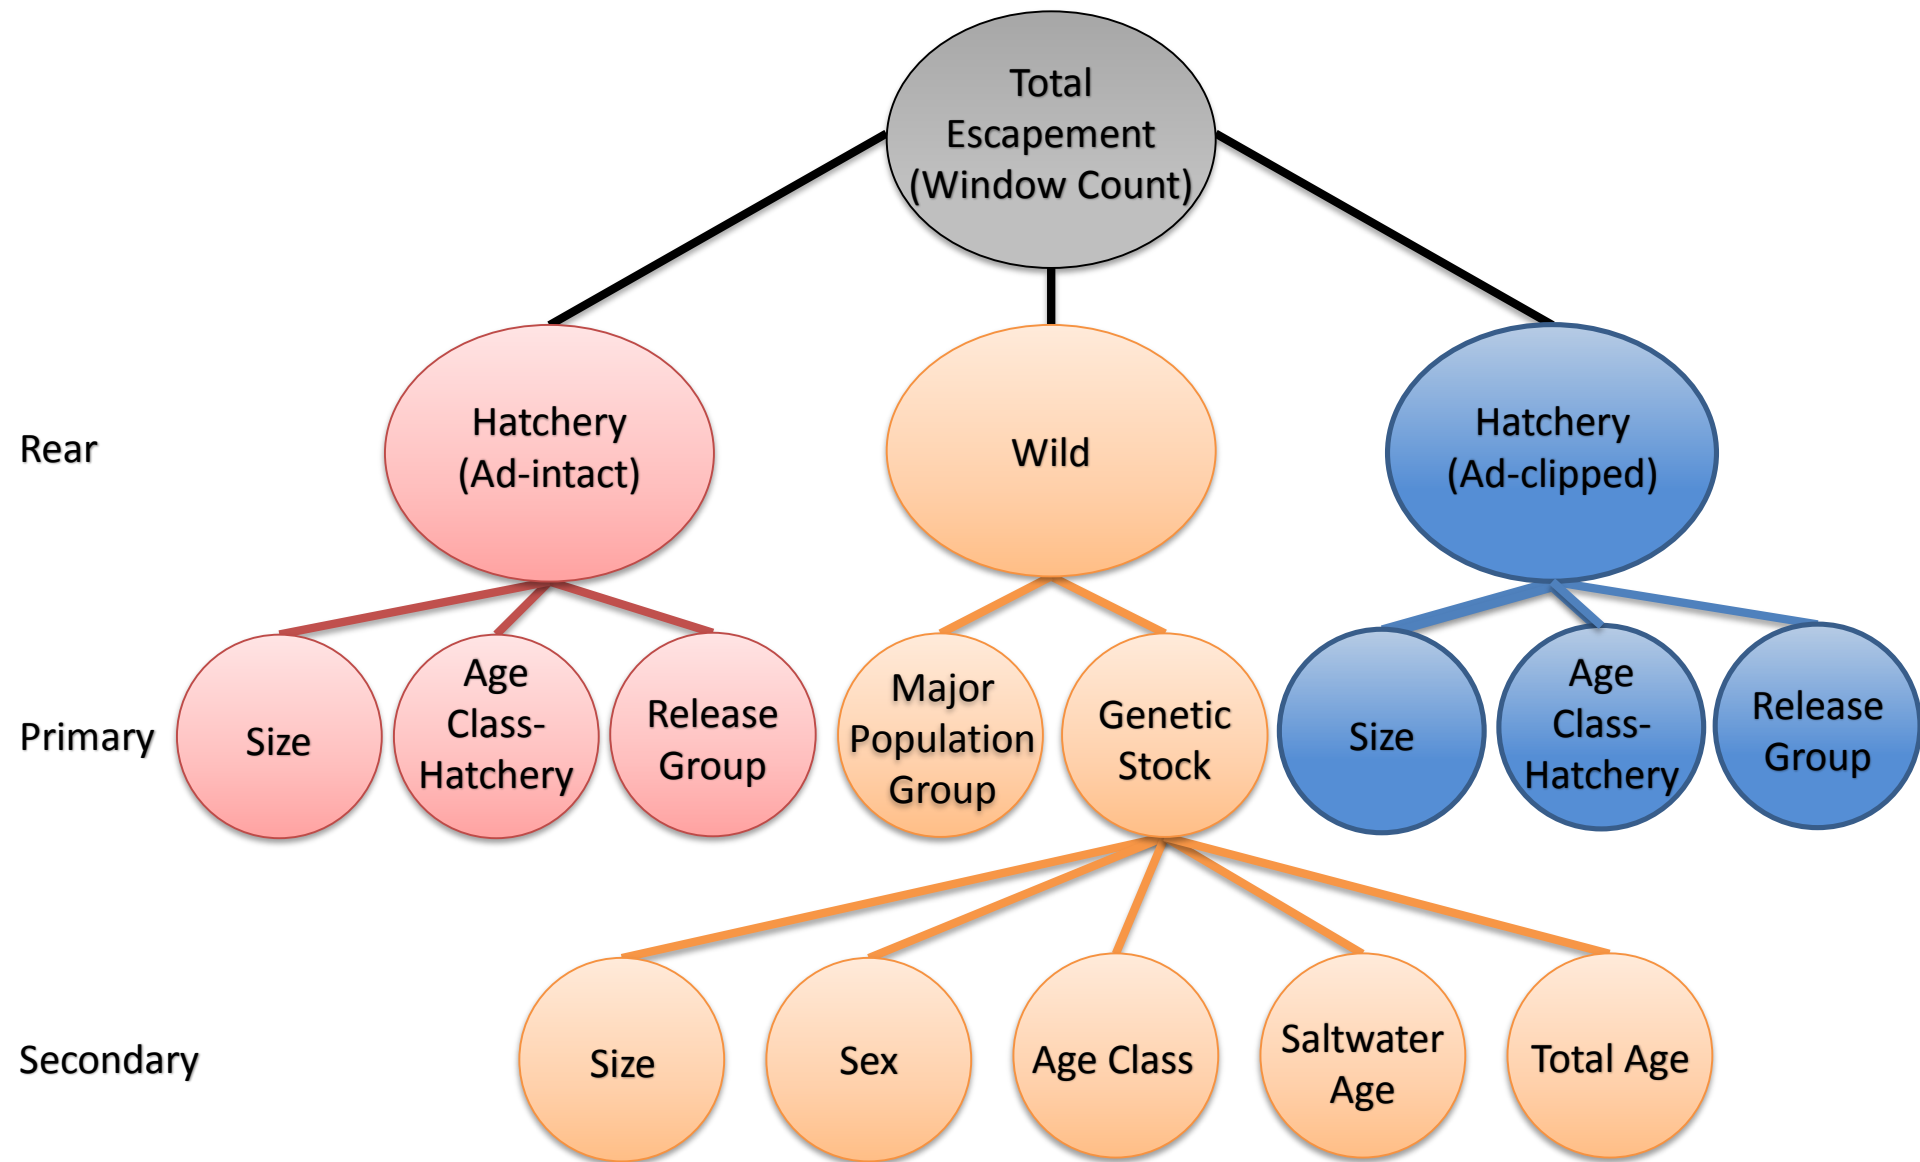 Total
Escapement
(Window Count)
Rear
Hatchery
(Ad-intact)
Wild
Hatchery
(Ad-clipped)
Primary
Size
Age
Class-
Hatchery
Release
Group
Major
Population
Group
Genetic
Stock
Size
Age
Class-
Hatchery
Release
Group
Secondary
Size
Sex
Age Class
Saltwater
Age
Total Age